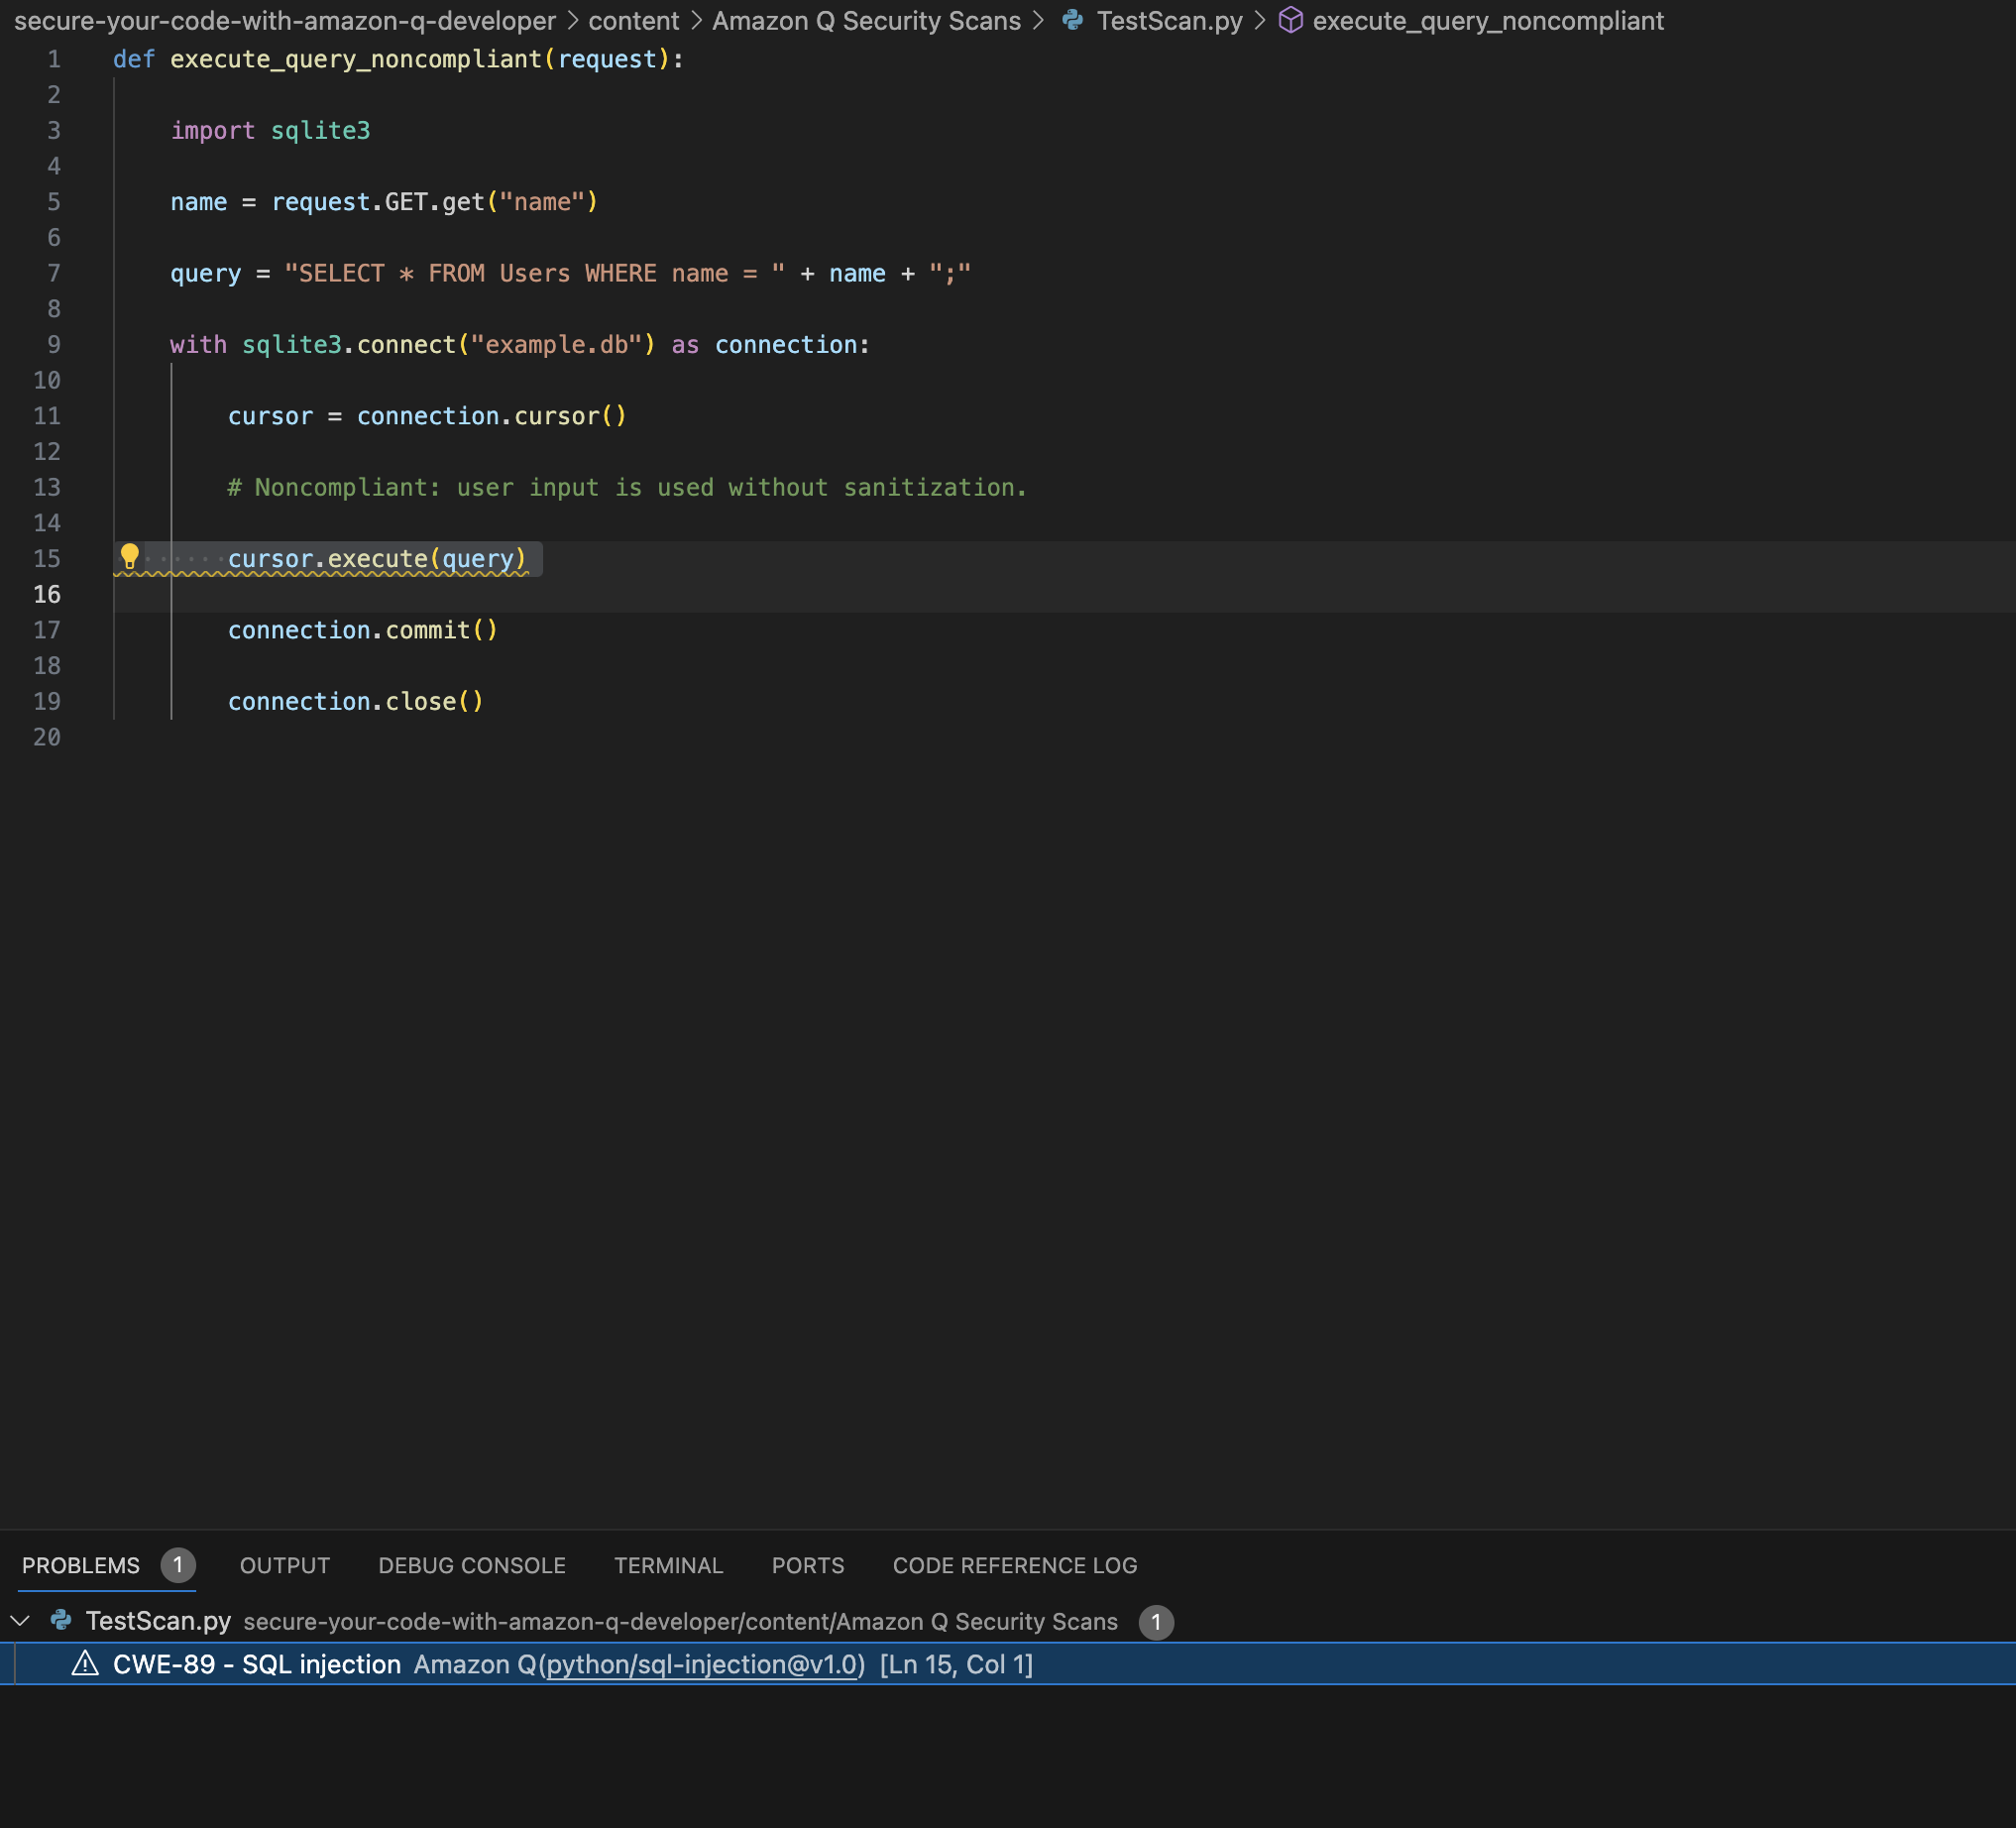 secure-your-code-with-amazon-q-developer > content > Amazon Q Security Scans > TestScan.py > execute_query_noncompliant
1 def execute_query_noncompliant(request):
2
3     import sqlite3
4
5     name = request.GET.get("name")
6
7     query = "SELECT * FROM Users WHERE name = " + name + ";"
8
9     with sqlite3.connect("example.db") as connection:
10
11         cursor = connection.cursor()
12
13         # Noncompliant: user input is used without sanitization.
14
15         cursor.execute(query)
16
17         connection.commit()
18
19         connection.close()
20
PROBLEMS 1 OUTPUT DEBUG CONSOLE TERMINAL PORTS CODE REFERENCE LOG
TestScan.py secure-your-code-with-amazon-q-developer/content/Amazon Q Security Scans 1
CWE-89 - SQL injection Amazon Q(python/sql-injection@v1.0) [Ln 15, Col 1]